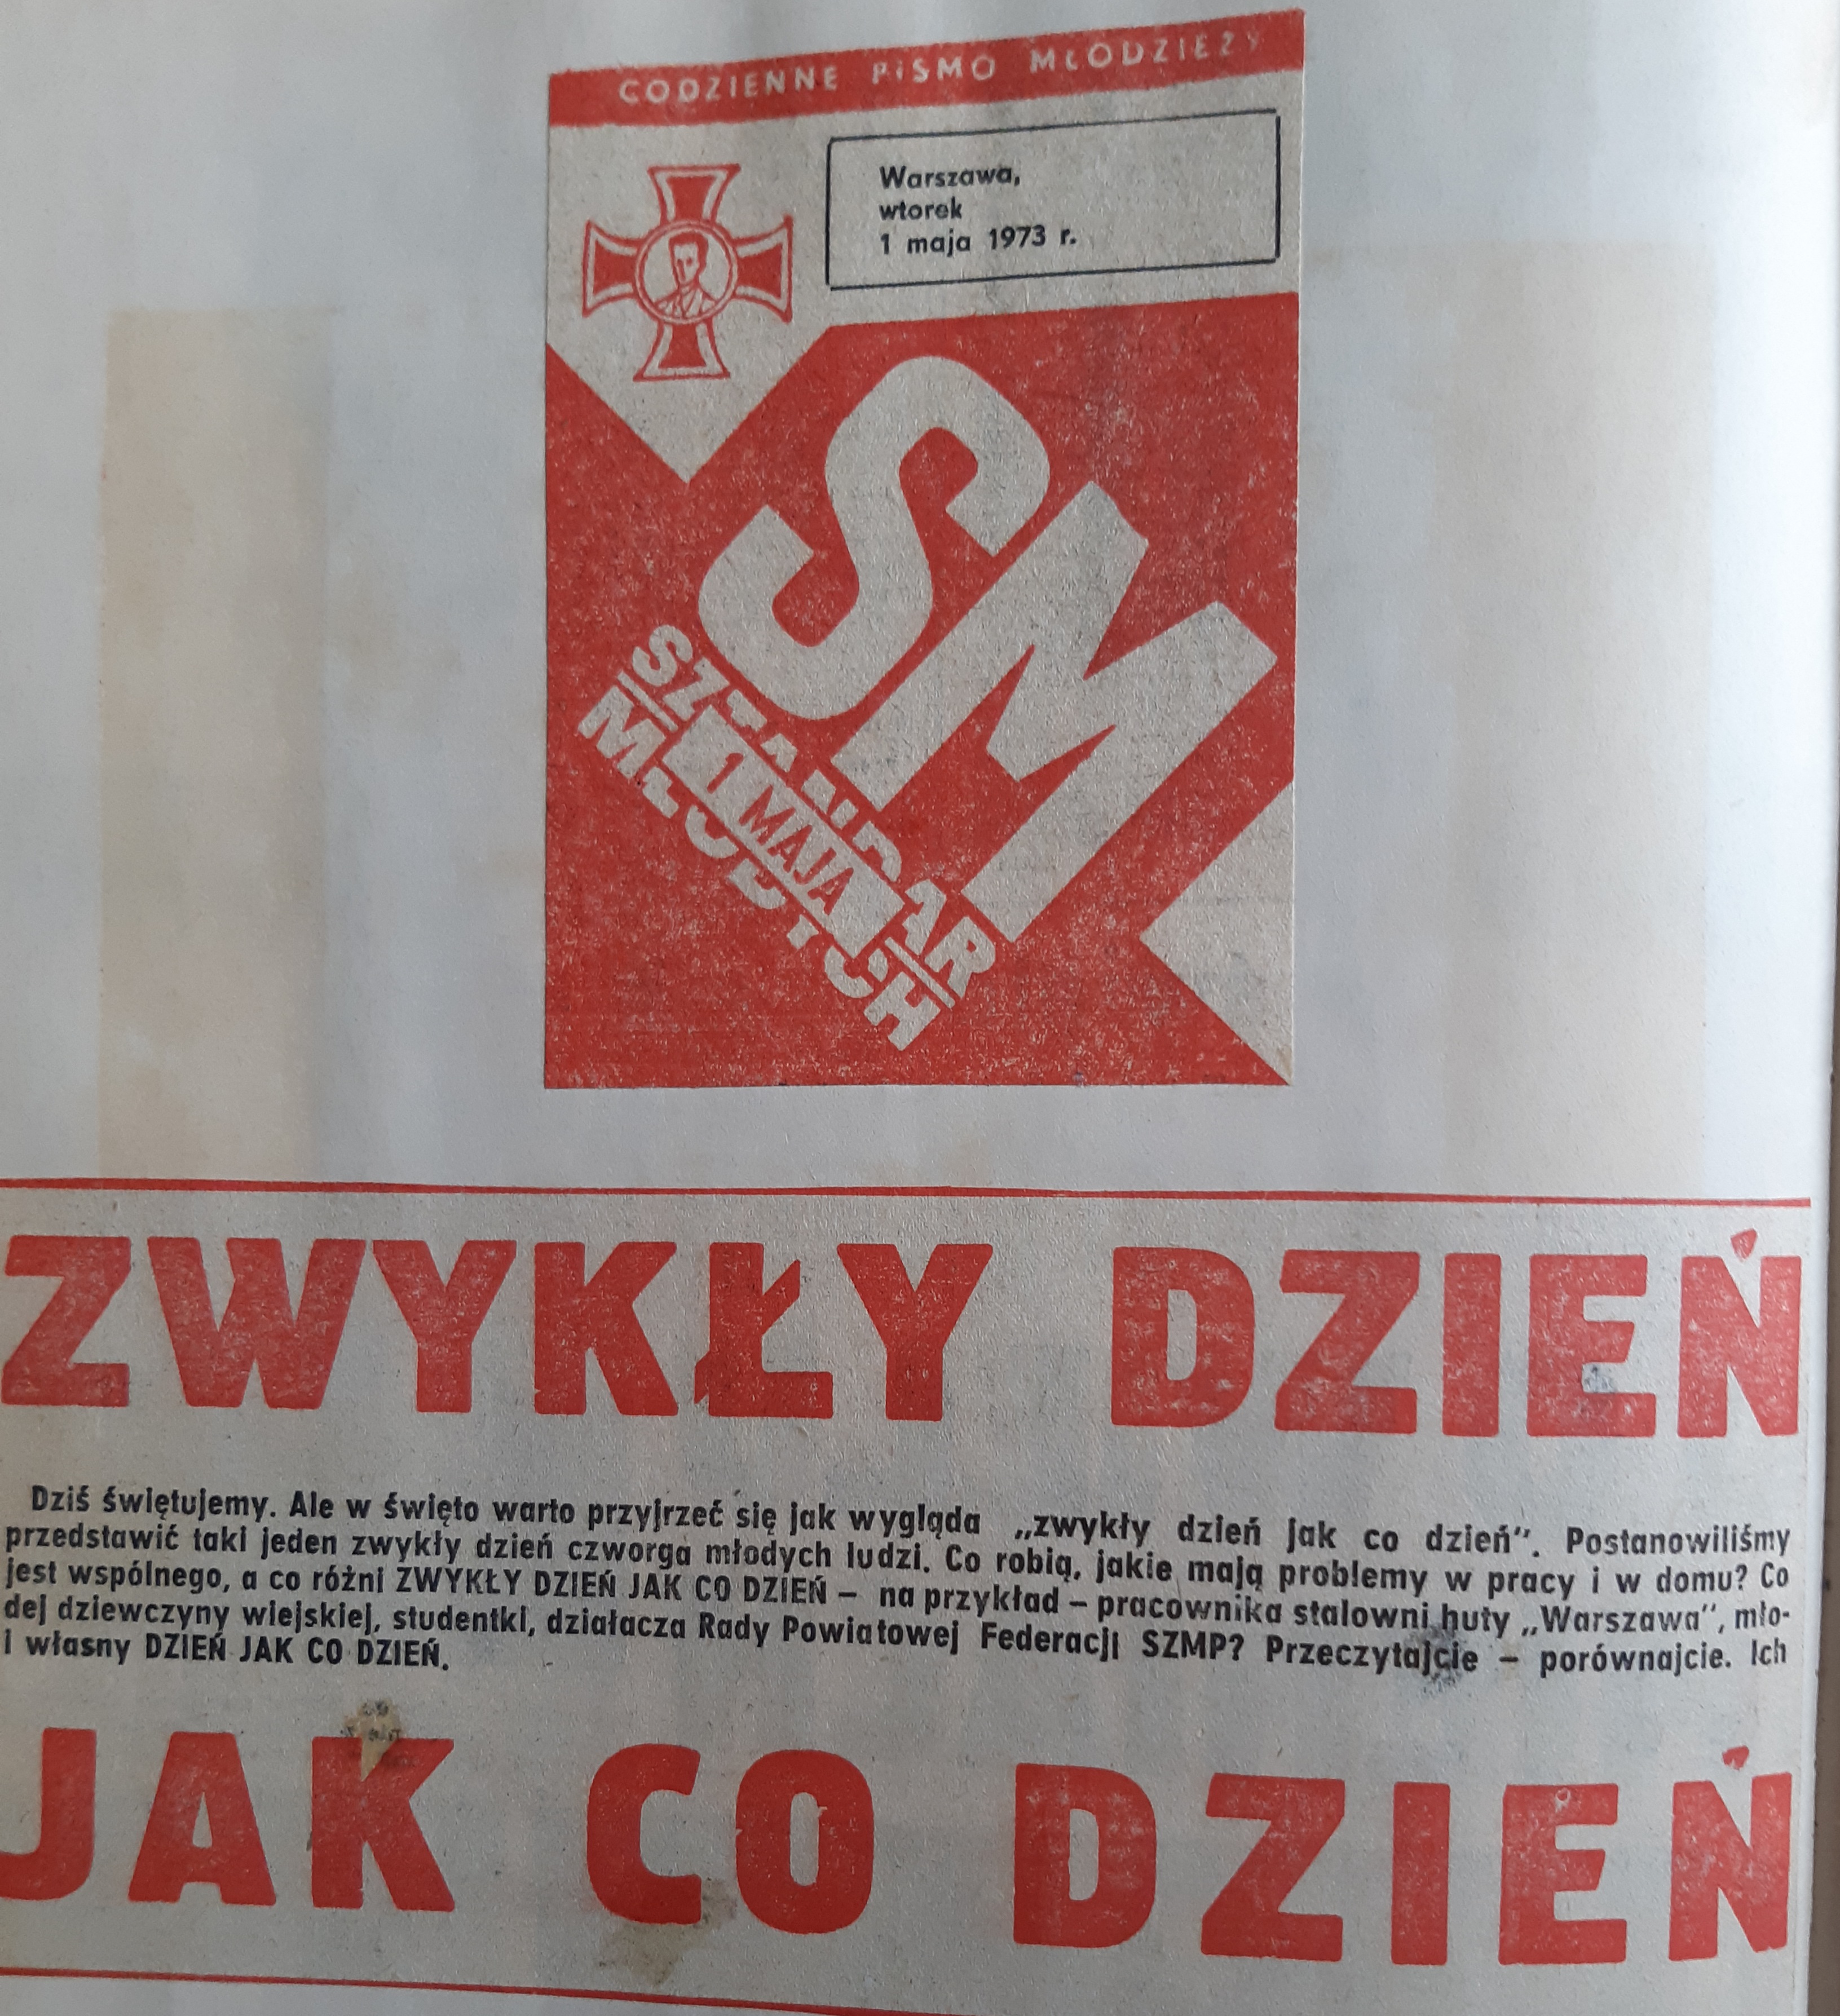 CODZIENNE PISMO MŁODZIEŻY
Warszawa,
wtorek
1 maja 1973 r.
SM
SZTANDAR
1 MAJA
MŁODYCH
ZWYKŁY DZIEŃ
Dziś świętujemy. Ale w święto warto przyjrzeć się jak wygląda „zwykły dzień jak co dzień“. Postanowiliśmy
przedstawić taki jeden zwykły dzień czworga młodych ludzi. Co robią, jakie mają problemy w pracy i w domu? Co
jest wspólnego, a co różni ZWYKŁY DZIEŃ JAK CO DZIEŃ — na przykład — pracownika stalowni huty „Warszawa“, mło-
dej dziewczyny wiejskiej, studentki, działacza Rady Powiatowej Federacji SZMP? Przeczytajcie — porównajcie. Ich
i własny DZIEŃ JAK CO DZIEŃ.
JAK CO DZIEŃ